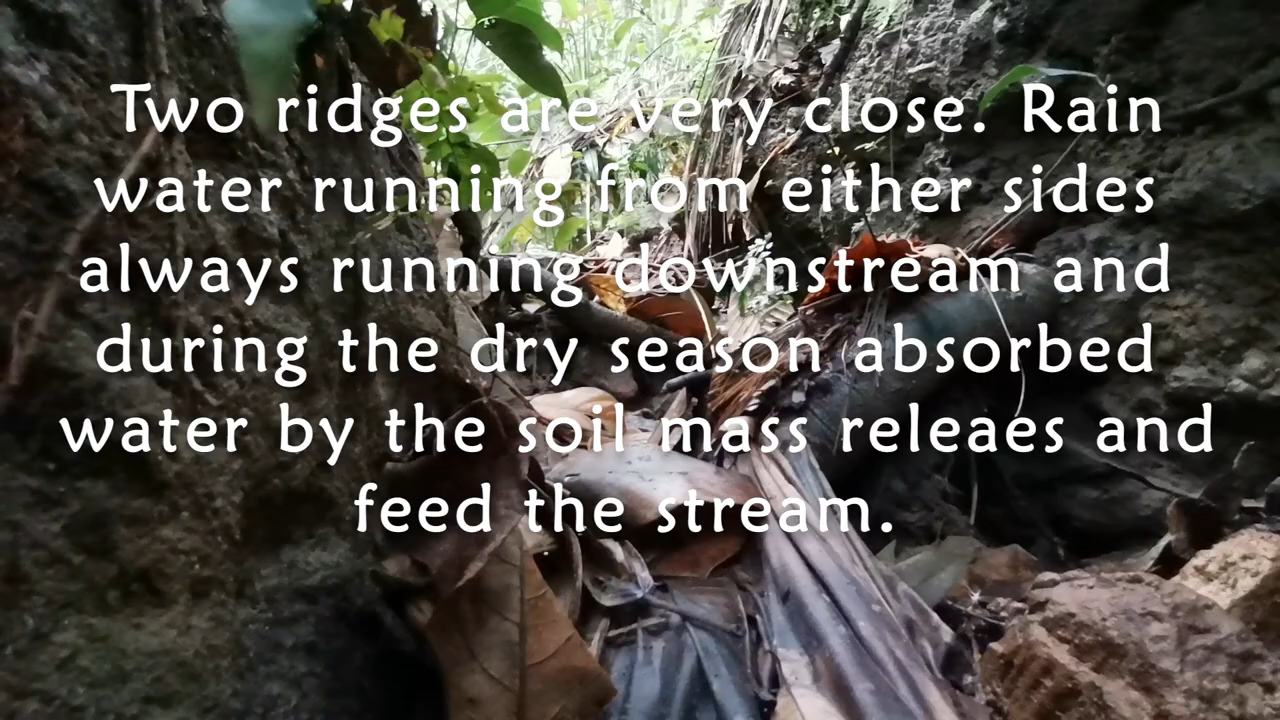 Two ridges are very close. Rain
water running from either sides
always running downstream and
during the dry season absorbed
water by the soil mass releaes and
feed the stream.